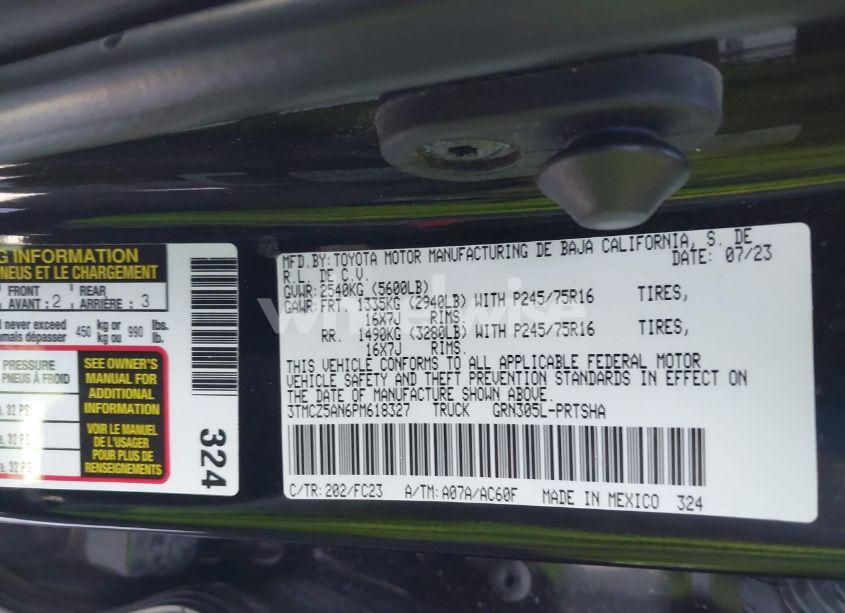 G INFORMATION
NEUS ET LE CHARGEMENT
FRONT
AVANT : 2
REAR
ARRIÈRE : 3
d never exceed
amais dépasser
450
kg or
kg ou
990
lbs.
lb.
PRESSURE
PNEUS À FROID
32
32
SEE OWNER'S
MANUAL FOR
ADDITIONAL
INFORMATION
VOIR LE MANUEL
DE L'USAGER
POUR PLUS DE
RENSEIGNEMENTS
324
MFD.BY:TOYOTA MOTOR MANUFACTURING DE BAJA CALIFORNIA, S. DE
R.L. DE C.V.
DATE: 07/23
GVWR:2540KG (5600LB)
GAWR:FRT 1335KG (2940LB) WITH P245/75R16 TIRES,
16X7J RIMS.
RR. 1490KG (3280LB) WITH P245/75R16 TIRES,
16X7J RIMS.
THIS VEHICLE CONFORMS TO ALL APPLICABLE FEDERAL MOTOR
VEHICLE SAFETY AND THEFT PREVENTION STANDARDS IN EFFECT ON
THE DATE OF MANUFACTURE SHOWN ABOVE.
3TMCZ5AN6PM618327 TRUCK GRN305L-PRTSHA
C/TR:202/FC23 A/TM:A07A/AC60F MADE IN MEXICO 324